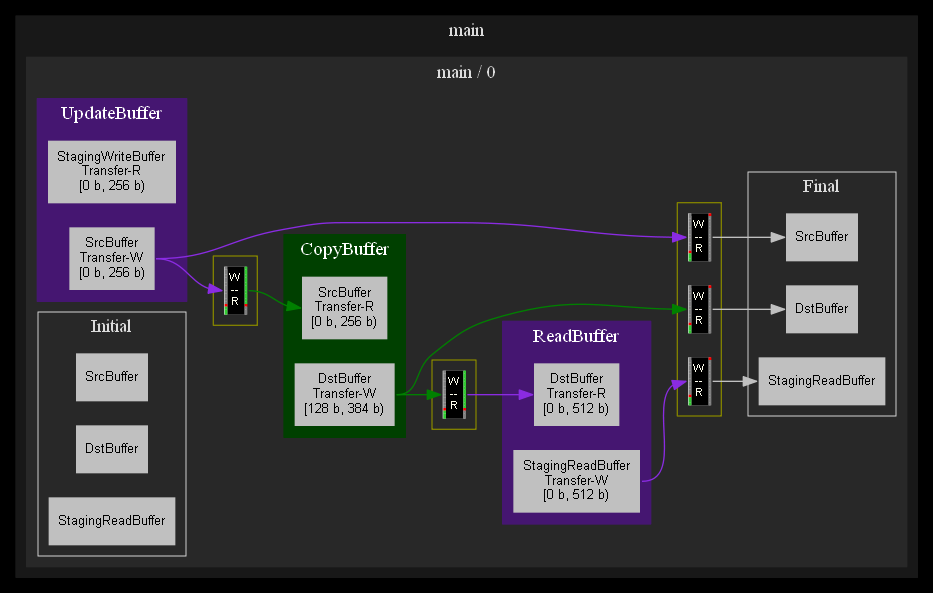 main
main / 0
UpdateBuffer
StagingWriteBuffer
Transfer-R
[0 b, 256 b)
SrcBuffer
Transfer-W
[0 b, 256 b)
Initial
SrcBuffer
DstBuffer
StagingReadBuffer
W
--
R
CopyBuffer
SrcBuffer
Transfer-R
[0 b, 256 b)
DstBuffer
Transfer-W
[128 b, 384 b)
W
--
R
ReadBuffer
DstBuffer
Transfer-R
[0 b, 512 b)
StagingReadBuffer
Transfer-W
[0 b, 512 b)
W
--
R
W
--
R
W
--
R
Final
SrcBuffer
DstBuffer
StagingReadBuffer